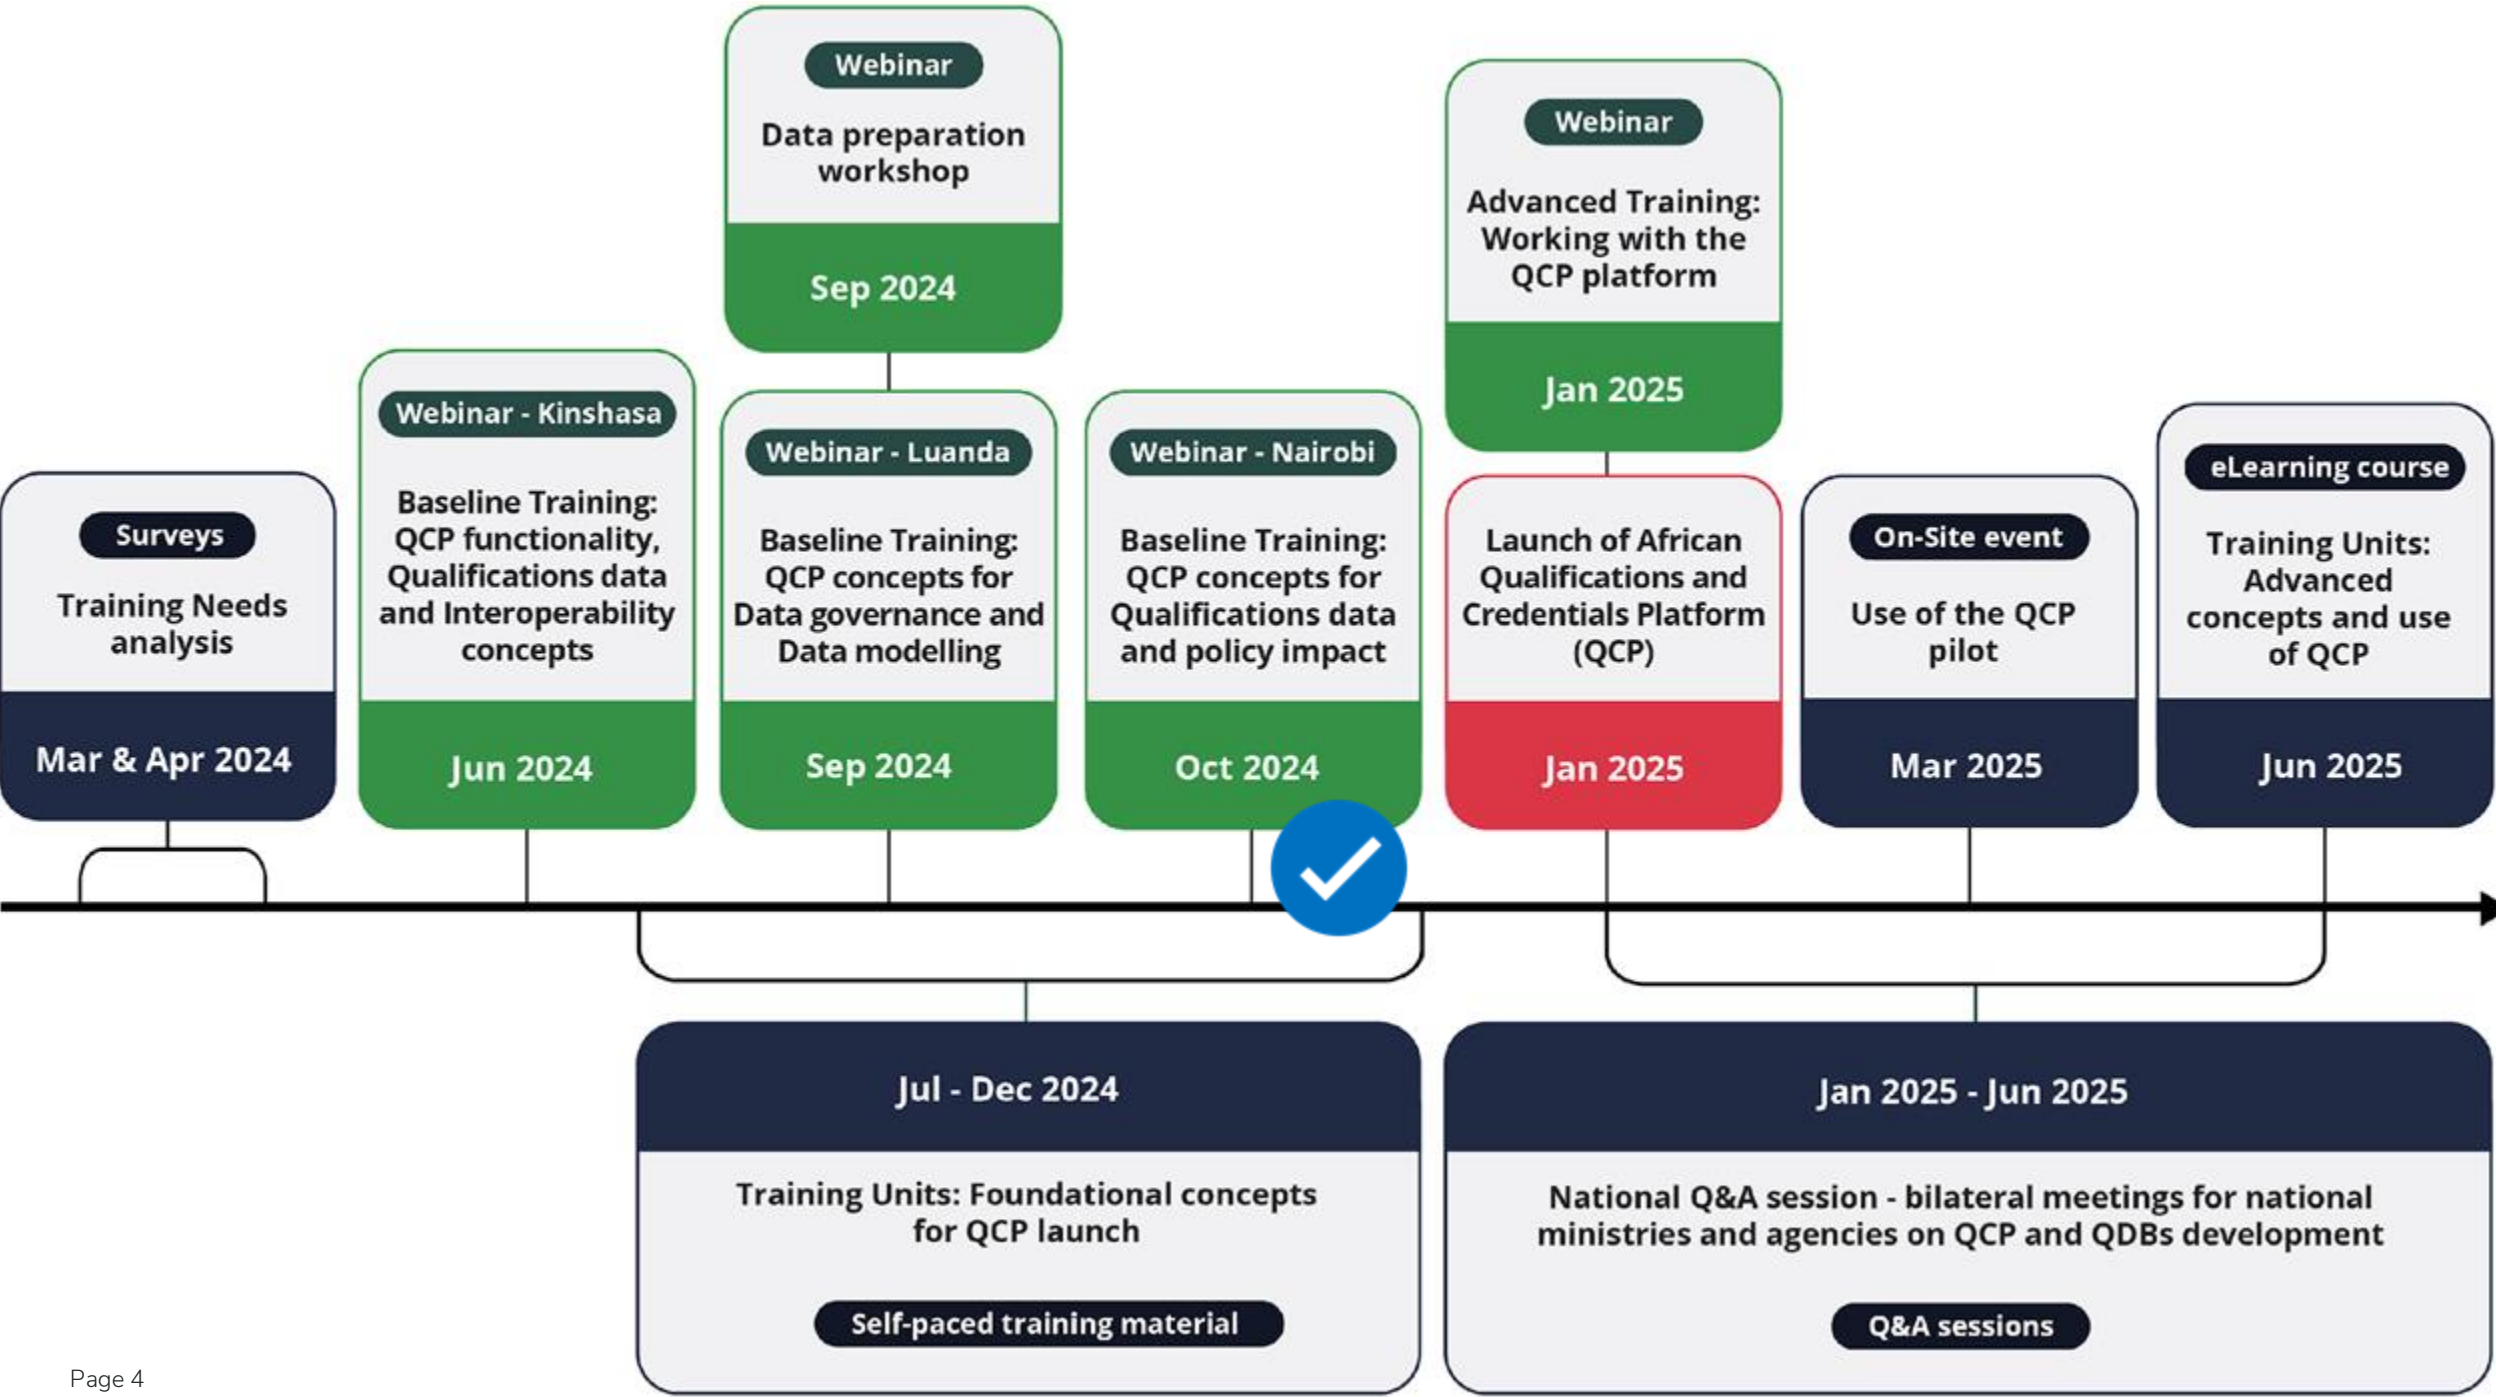 Webinar
Data preparation
workshop
Sep 2024
Webinar
Advanced Training:
Working with the
QCP platform
Jan 2025
Surveys
Training Needs
analysis
Mar & Apr 2024
Webinar - Kinshasa
Baseline Training:
QCP functionality,
Qualifications data
and Interoperability
concepts
Jun 2024
Webinar - Luanda
Baseline Training:
QCP concepts for
Data governance and
Data modelling
Sep 2024
Webinar - Nairobi
Baseline Training:
QCP concepts for
Qualifications data
and policy impact
Oct 2024
Launch of African
Qualifications and
Credentials Platform
(QCP)
Jan 2025
On-Site event
Use of the QCP
pilot
Mar 2025
eLearning course
Training Units:
Advanced
concepts and use
of QCP
Jun 2025
Jul - Dec 2024
Training Units: Foundational concepts
for QCP launch
Self-paced training material
Jan 2025 - Jun 2025
National Q&A session - bilateral meetings for national
ministries and agencies on QCP and QDBs development
Q&A sessions
Page 4